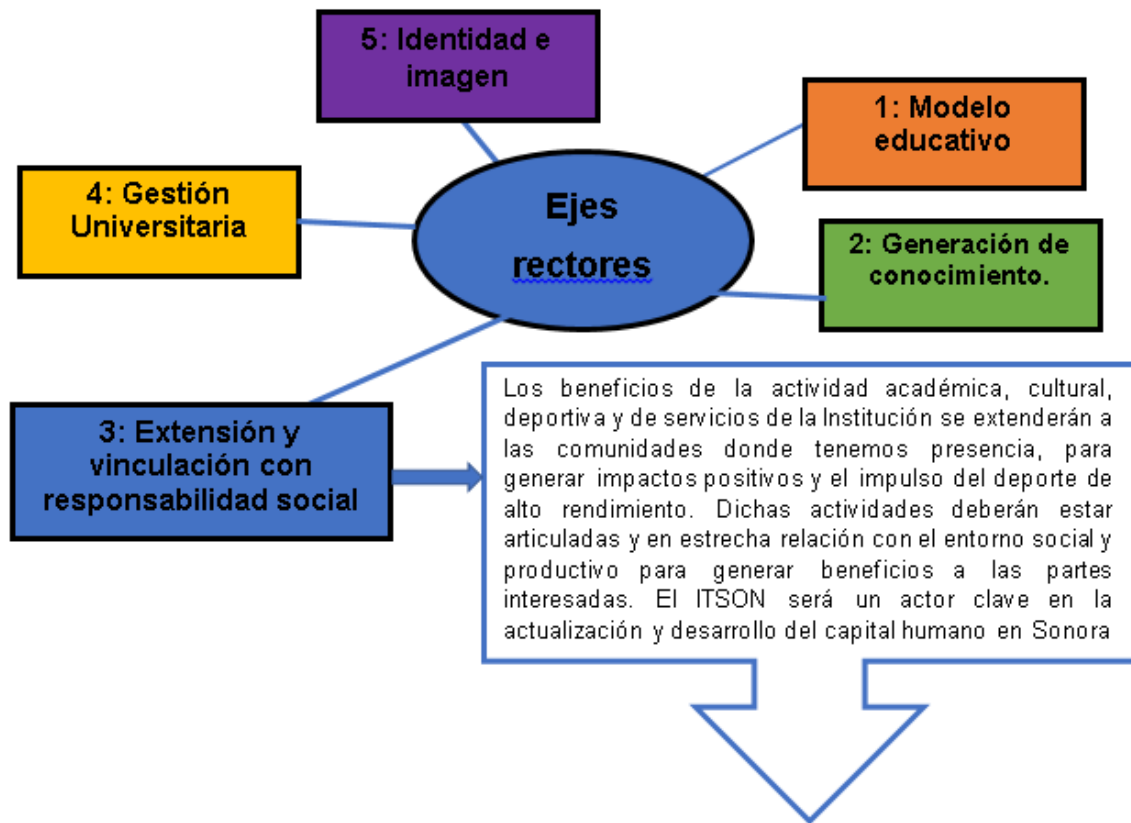 5: Identidad e
imagen
1: Modelo
educativo
4: Gestión
Universitaria
Ejes
rectores
2: Generación de
conocimiento.
3: Extensión y
vinculación con
responsabilidad social
Los beneficios de la actividad académica, cultural,
deportiva y de servicios de la Institución se extenderán a
las comunidades donde tenemos presencia, para
generar impactos positivos y el impulso del deporte de
alto rendimiento. Dichas actividades deberán estar
articuladas y en estrecha relación con el entorno social y
productivo para generar beneficios a las partes
interesadas. El ITSON será un actor clave en la
actualización y desarrollo del capital humano en Sonora